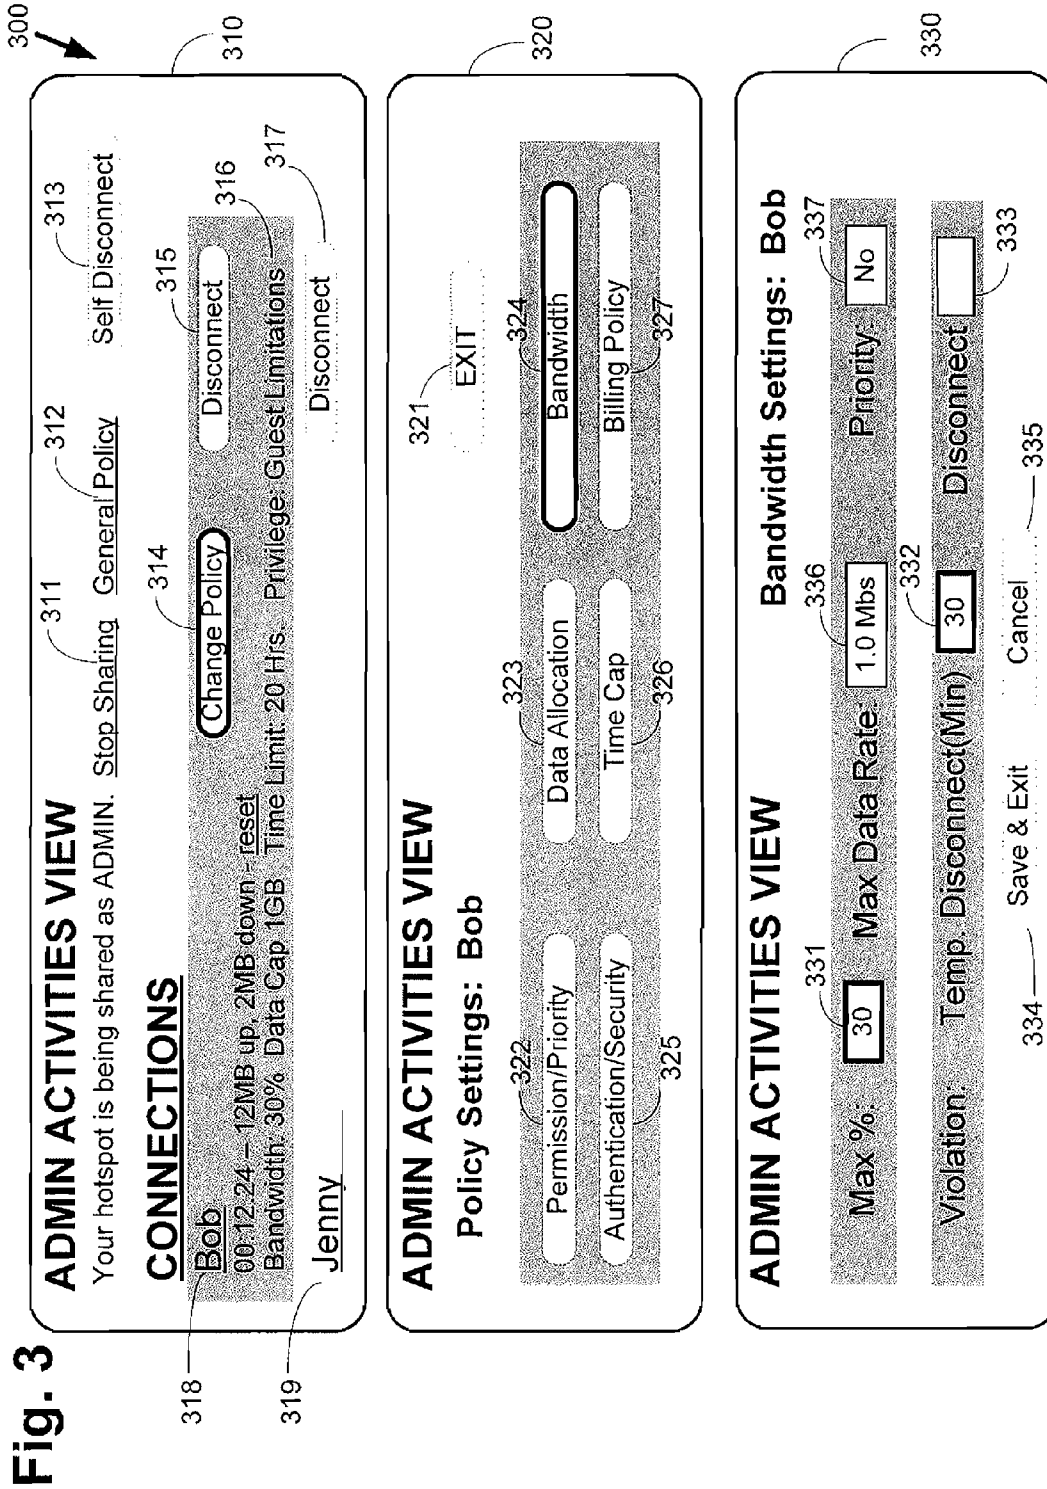 Fig. 3
300
310
ADMIN ACTIVITIES VIEW
Your hotspot is being shared as ADMIN. Stop Sharing General Policy Self Disconnect
311
312
313
CONNECTIONS
318
Bob
314
Change Policy
315
Disconnect
00:12:24 – 12MB up, 2MB down - reset
Bandwidth: 30% Data Cap 1GB Time Limit: 20 Hrs. Privilege: Guest Limitations
316
319
Jenny
Disconnect
317
320
ADMIN ACTIVITIES VIEW
321
EXIT
Policy Settings: Bob
322
323
324
Permission/Priority Data Allocation Bandwidth
Authentication/Security Time Cap Billing Policy
325
326
327
330
ADMIN ACTIVITIES VIEW
Bandwidth Settings: Bob
331
336
337
Max %: 30 Max Data Rate: 1.0 Mbs Priority: No
332
Violation: Temp. Disconnect(Min) 30 Disconnect
333
334
Save & Exit Cancel
335